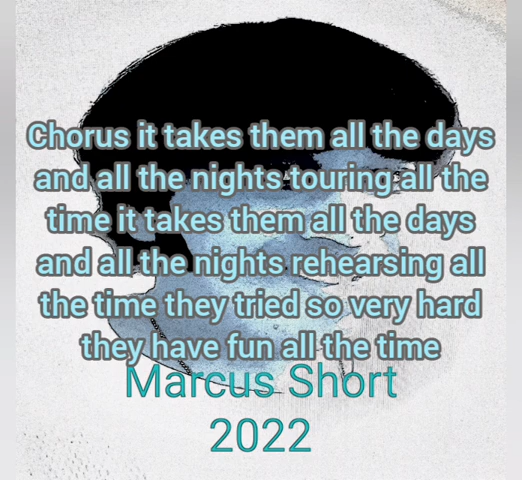 Chorus it takes them all the days
and all the nights touring all the
time it takes them all the days
and all the nights rehearsing all
the time they tried so very hard
they have fun all the time
Marcus Short
2022